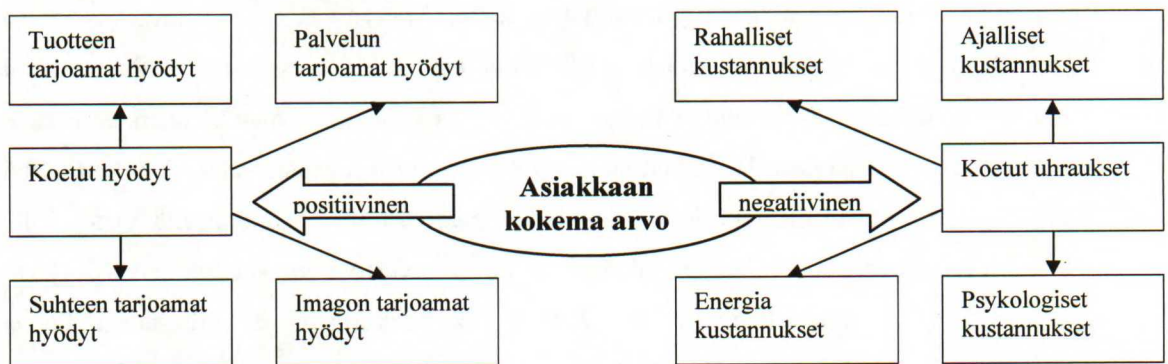 Tuotteen
tarjoamat hyödyt
Palvelun
tarjoamat hyödyt
Rahalliset
kustannukset
Ajalliset
kustannukset
Koetut hyödyt
positiivinen
Asiakkaan
kokema arvo
negatiivinen
Koetut uhraukset
Suhteen tarjoamat
hyödyt
Imagon tarjoamat
hyödyt
Energia
kustannukset
Psykologiset
kustannukset